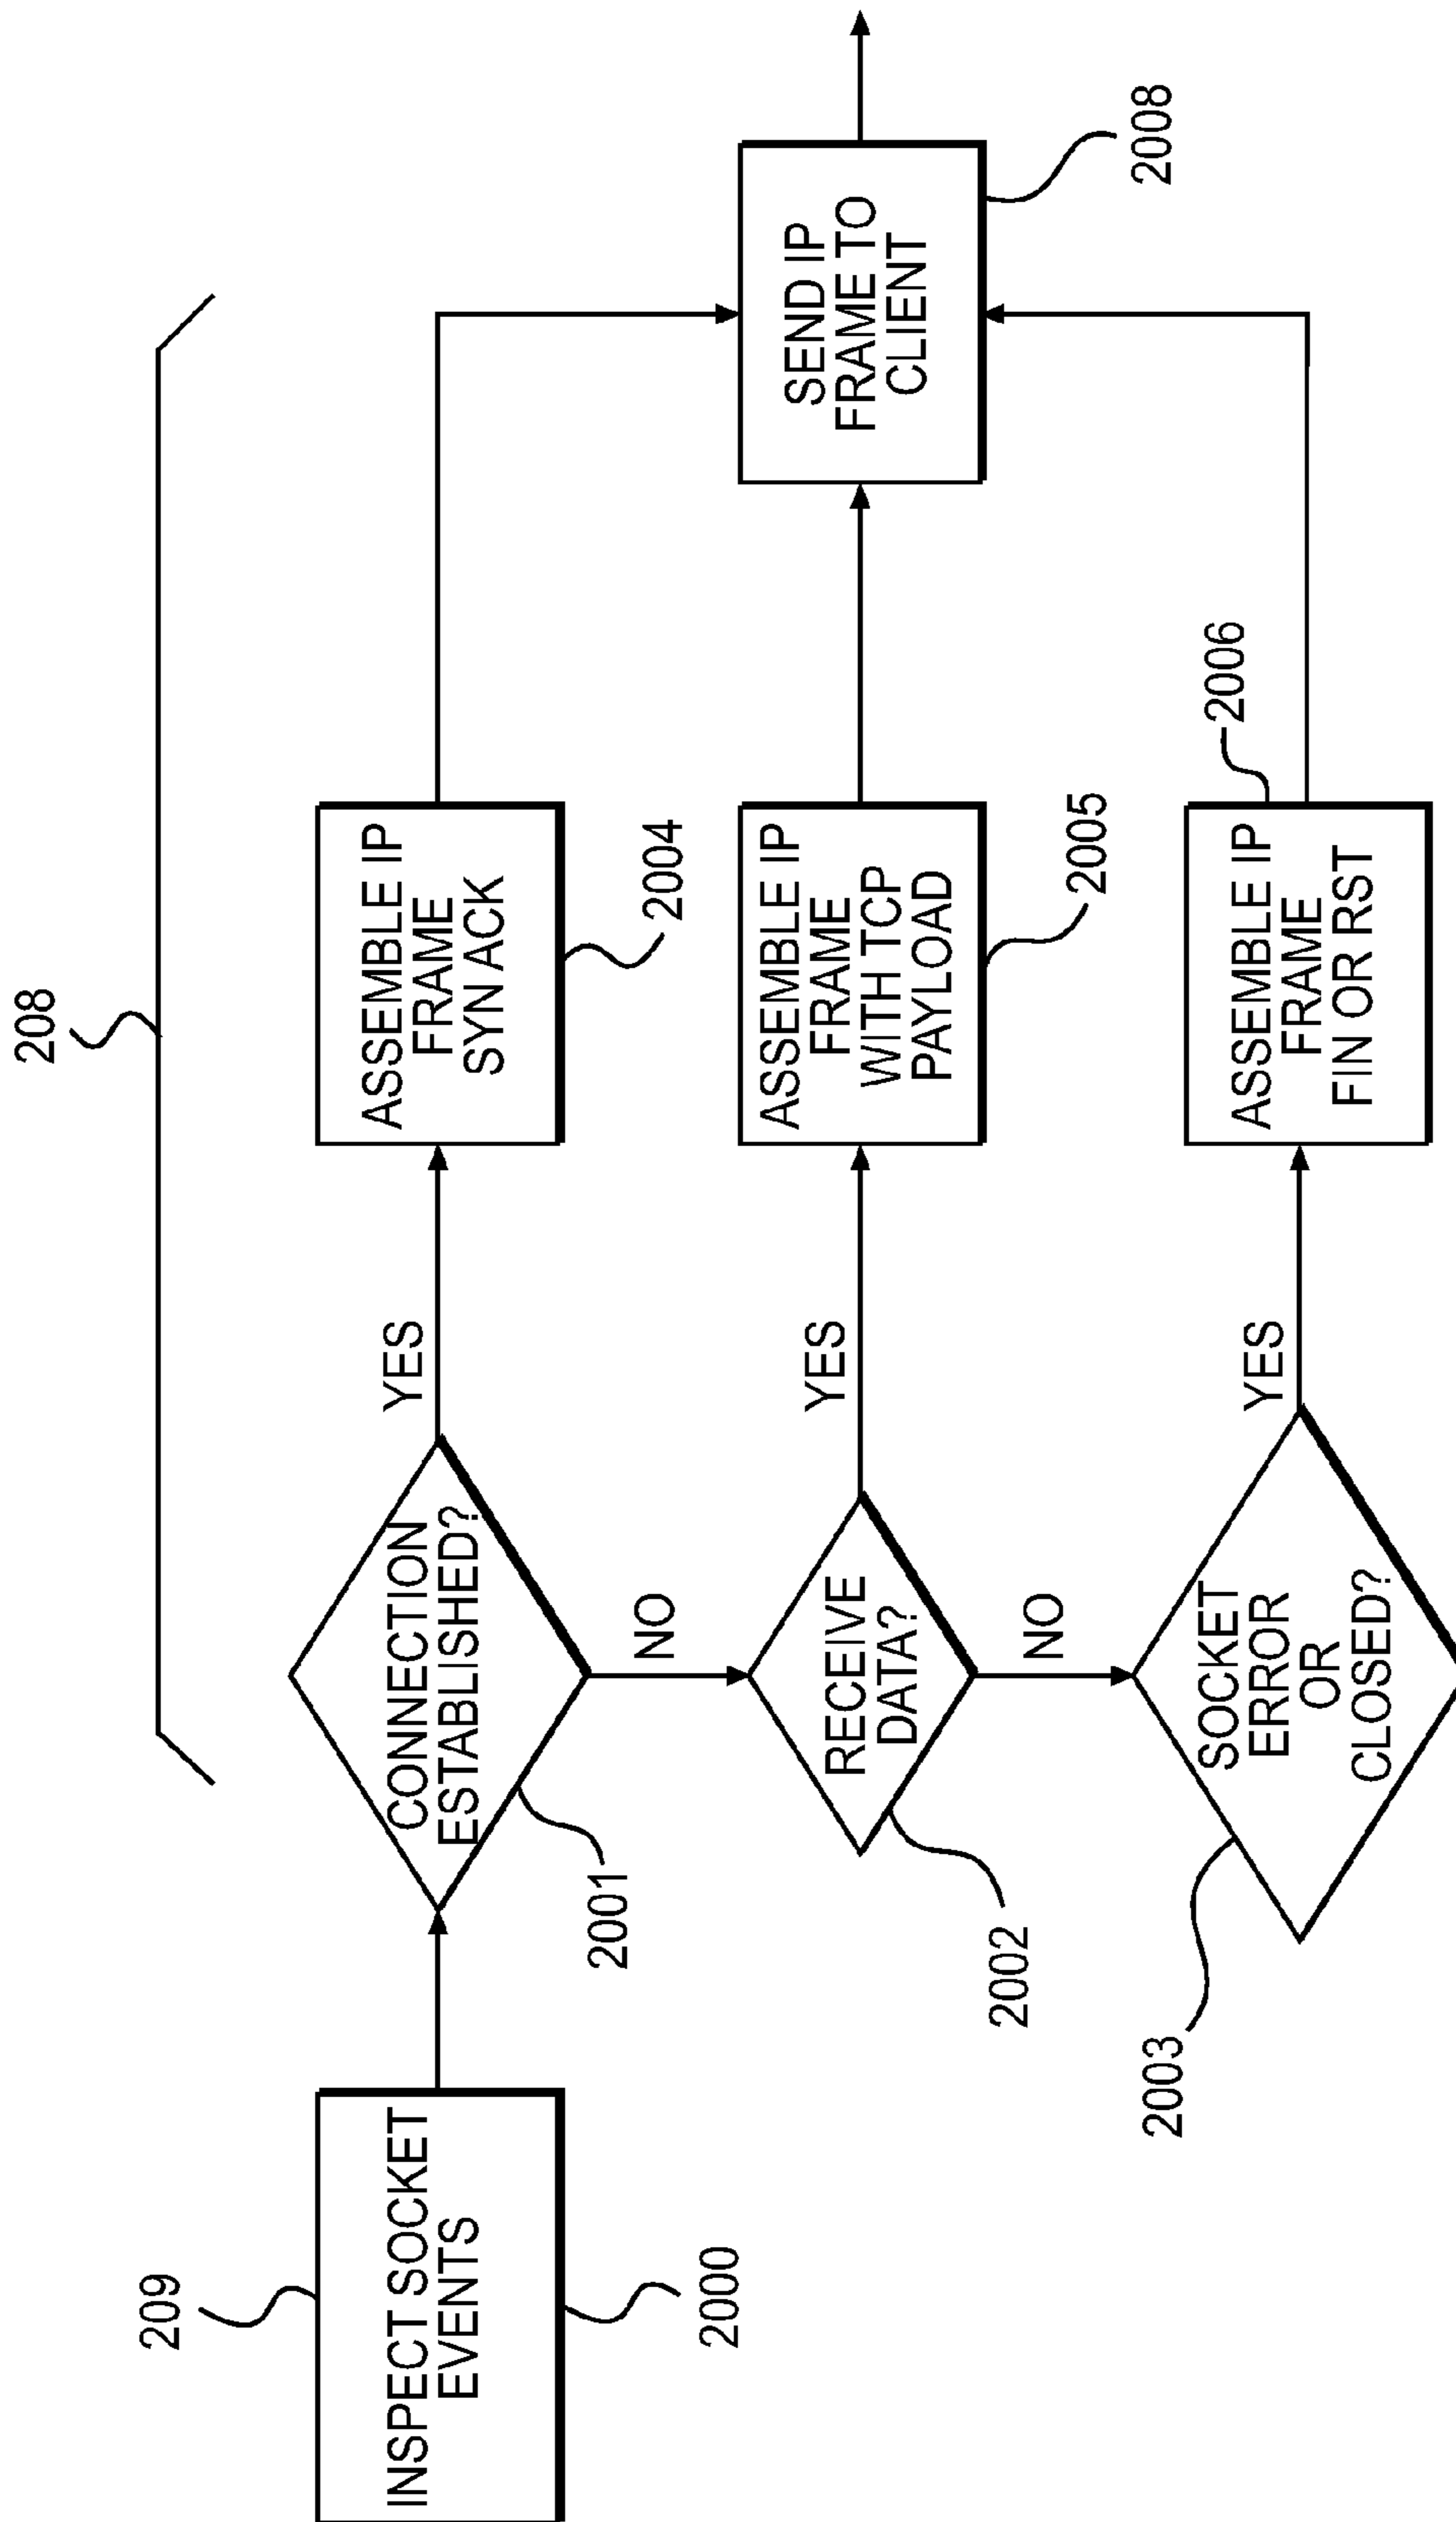 208
209
INSPECT SOCKET
EVENTS
2000
CONNECTION
ESTABLISHED?
2001
YES
ASSEMBLE IP
FRAME
SYN ACK
2004
NO
RECEIVE
DATA?
2002
YES
ASSEMBLE IP
FRAME
WITH TCP
PAYLOAD
2005
SEND IP
FRAME TO
CLIENT
2008
NO
SOCKET
ERROR
OR
CLOSED?
2003
YES
ASSEMBLE IP
FRAME
FIN OR RST
2006